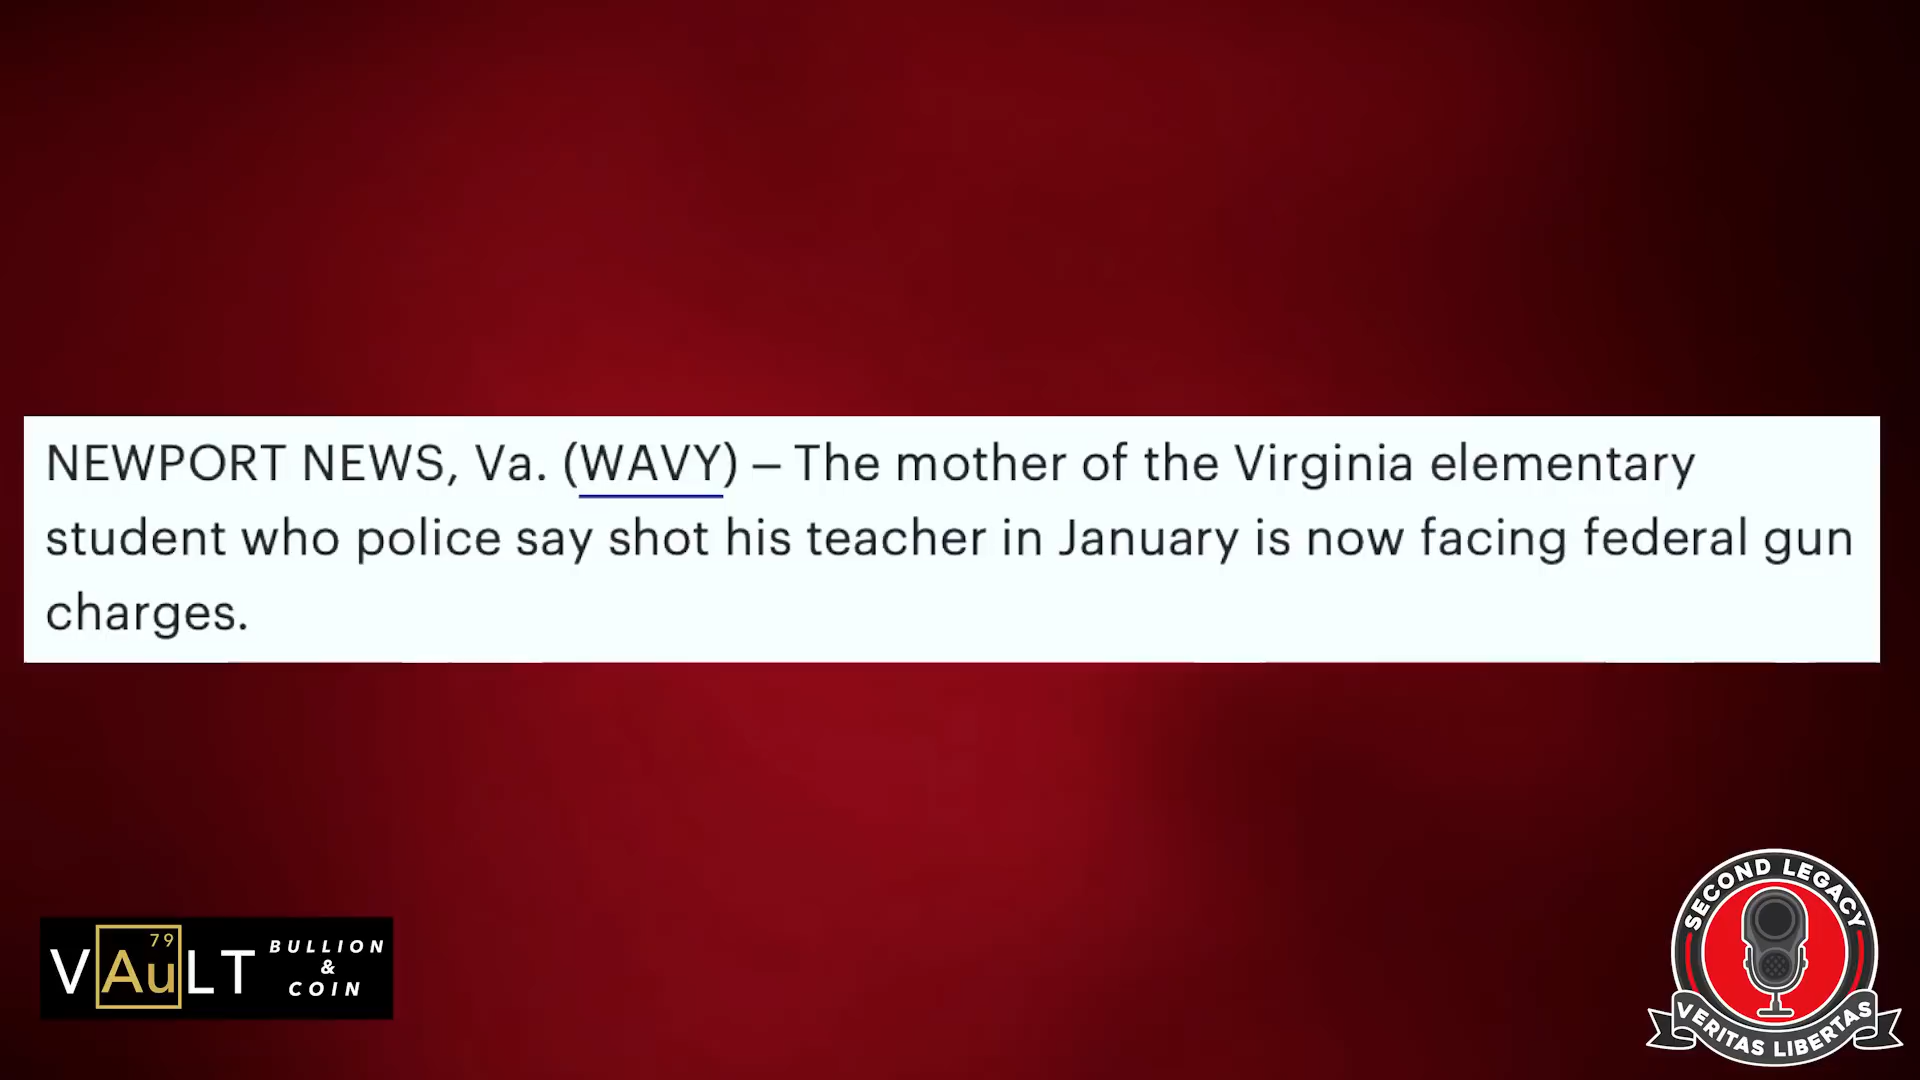 NEWPORT NEWS, Va. (WAVY) – The mother of the Virginia elementary
student who police say shot his teacher in January is now facing federal gun
charges.
VAuLT
79
BULLION
&
COIN
SECOND LEGACY
VERITAS LIBERTAS